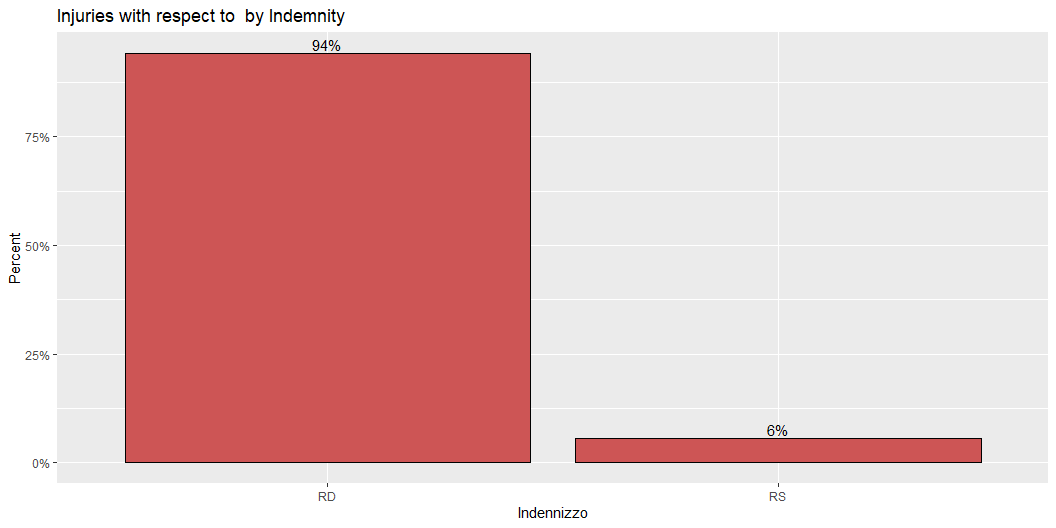 Injuries with respect to  by Indemnity
94%
75%
6%
50%
25%
0%
Percent
RD
RS
Indennizzo